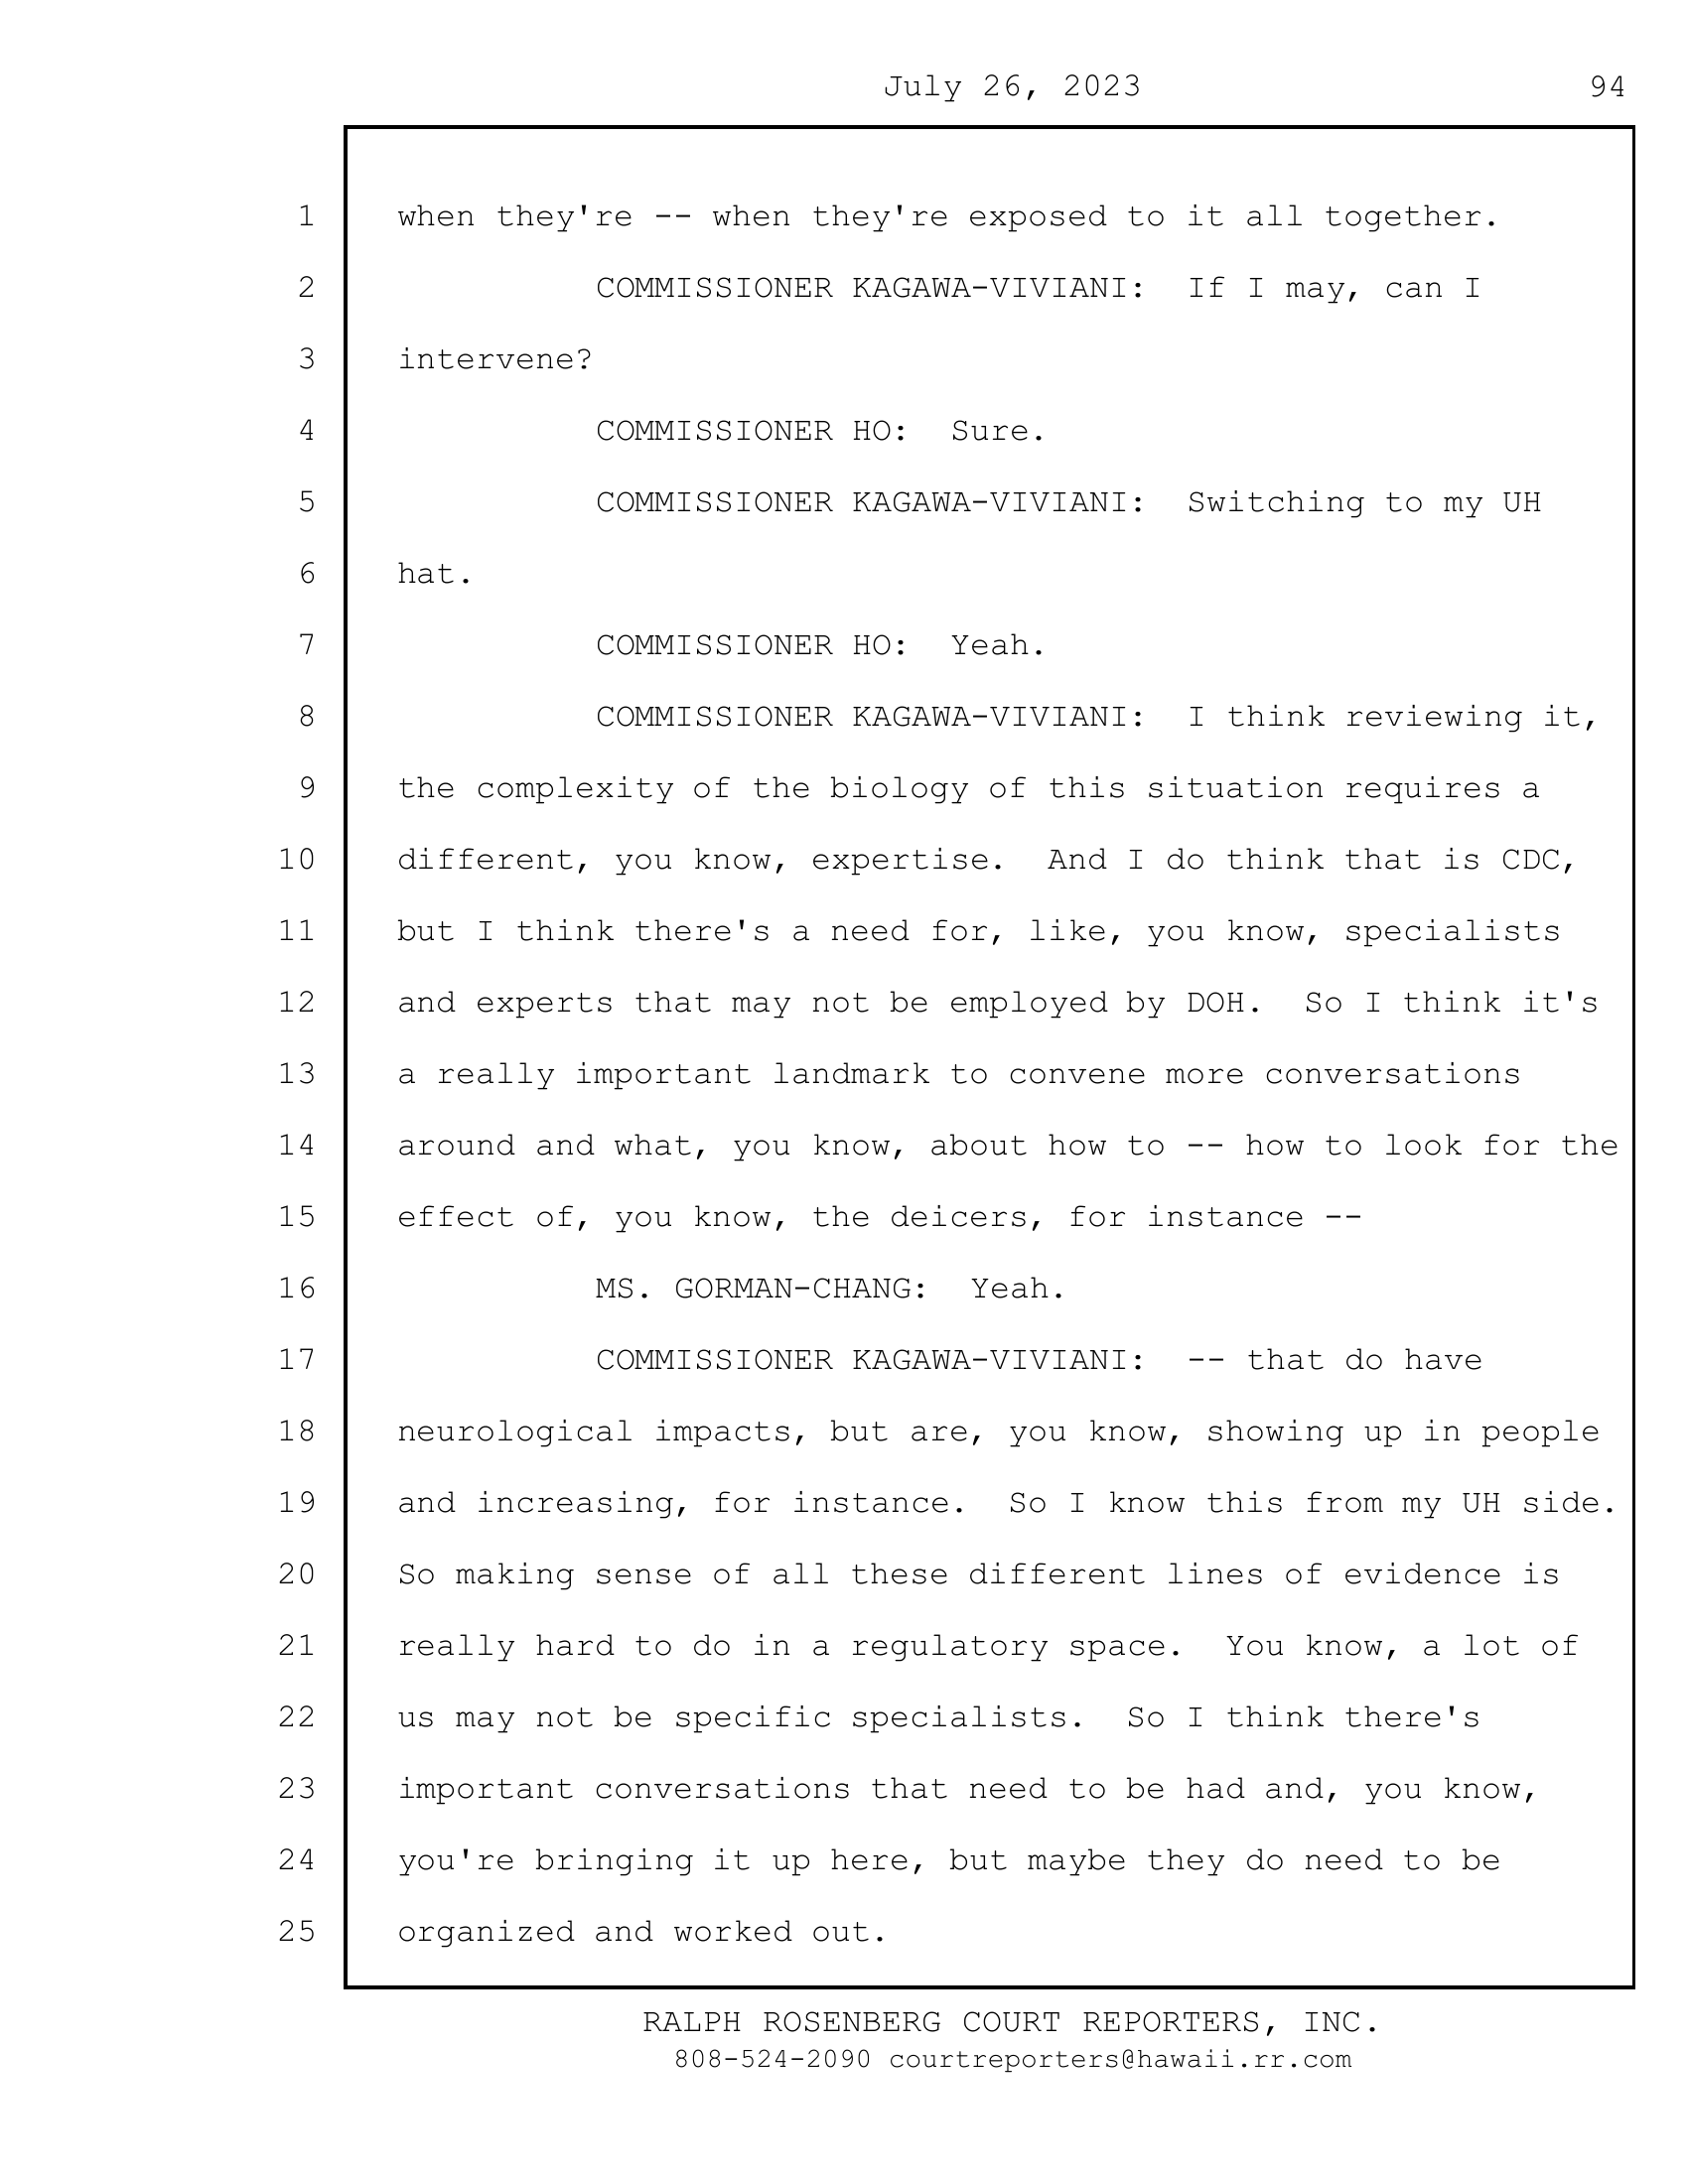 July 26, 2023 94
1 when they're -- when they're exposed to it all together.
2 COMMISSIONER KAGAWA-VIVIANI: If I may, can I
3 intervene?
4 COMMISSIONER HO: Sure.
5 COMMISSIONER KAGAWA-VIVIANI: Switching to my UH
6 hat.
7 COMMISSIONER HO: Yeah.
8 COMMISSIONER KAGAWA-VIVIANI: I think reviewing it,
9 the complexity of the biology of this situation requires a
10 different, you know, expertise. And I do think that is CDC,
11 but I think there's a need for, like, you know, specialists
12 and experts that may not be employed by DOH. So I think it's
13 a really important landmark to convene more conversations
14 around and what, you know, about how to -- how to look for the
15 effect of, you know, the deicers, for instance --
16 MS. GORMAN-CHANG: Yeah.
17 COMMISSIONER KAGAWA-VIVIANI: -- that do have
18 neurological impacts, but are, you know, showing up in people
19 and increasing, for instance. So I know this from my UH side.
20 So making sense of all these different lines of evidence is
21 really hard to do in a regulatory space. You know, a lot of
22 us may not be specific specialists. So I think there's
23 important conversations that need to be had and, you know,
24 you're bringing it up here, but maybe they do need to be
25 organized and worked out.
RALPH ROSENBERG COURT REPORTERS, INC.
808-524-2090 courtreporters@hawaii.rr.com